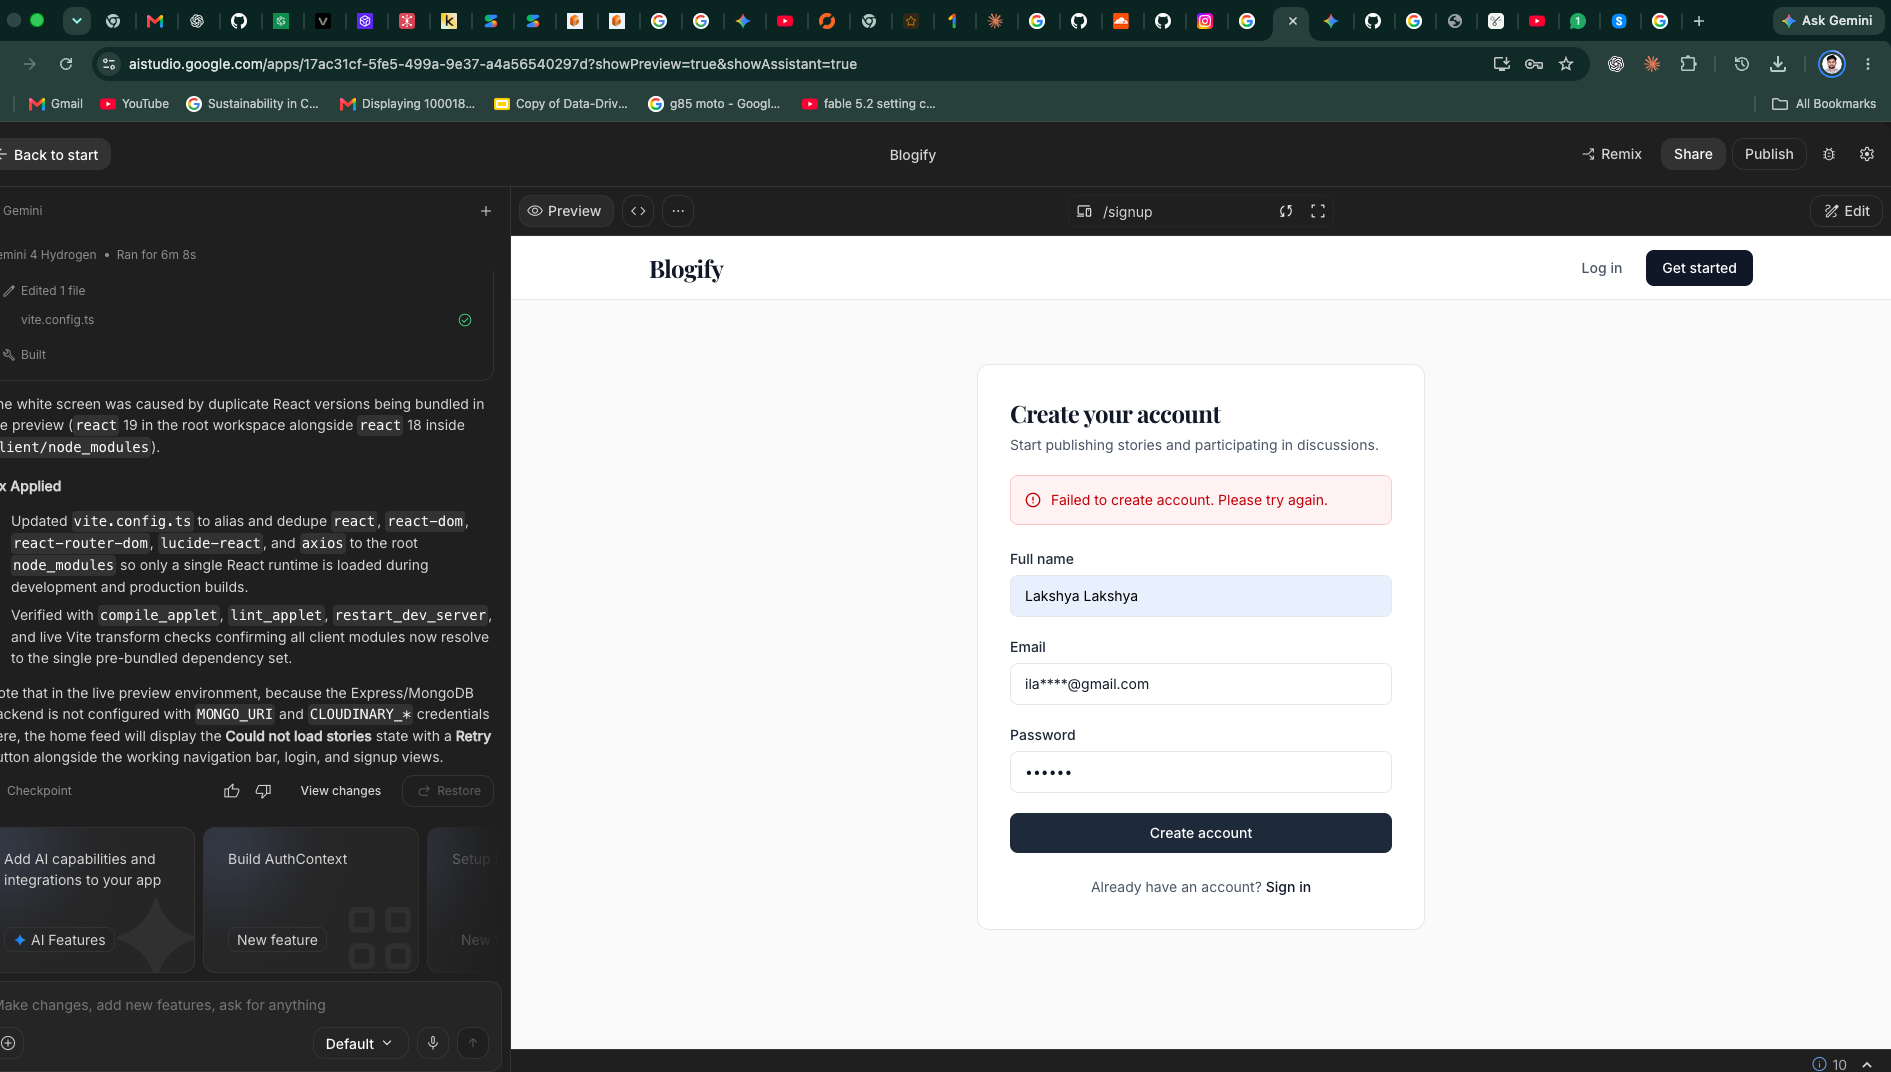 Ask Gemini
aistudio.google.com/apps/17ac31cf-5fe5-499a-9e37-a4a56540297d?showPreview=true&showAssistant=true
Gmail
YouTube
Sustainability in C...
Displaying 100018...
Copy of Data-Driv...
g85 moto - Googl...
fable 5.2 setting c...
All Bookmarks
Back to start
Blogify
Remix
Share
Publish
Gemini
Preview
/signup
Edit
emini 4 Hydrogen • Ran for 6m 8s
Edited 1 file
vite.config.ts
Built
he white screen was caused by duplicate React versions being bundled in
e preview (react 19 in the root workspace alongside react 18 inside
lient/node_modules).
x Applied
Updated vite.config.ts to alias and dedupe react, react-dom,
react-router-dom, lucide-react, and axios to the root
node_modules so only a single React runtime is loaded during
development and production builds.
Verified with compile_applet, lint_applet, restart_dev_server,
and live Vite transform checks confirming all client modules now resolve
to the single pre-bundled dependency set.
ote that in the live preview environment, because the Express/MongoDB
ackend is not configured with MONGO_URI and CLOUDINARY_* credentials
ere, the home feed will display the Could not load stories state with a Retry
utton alongside the working navigation bar, login, and signup views.
Checkpoint
View changes
Restore
Add AI capabilities and
integrations to your app
AI Features
Build AuthContext
New feature
Setup
New
Make changes, add new features, ask for anything
Default
Blogify
Log in
Get started
Create your account
Start publishing stories and participating in discussions.
Failed to create account. Please try again.
Full name
Lakshya Lakshya
Email
ila****@gmail.com
Password
••••••
Create account
Already have an account? Sign in
10